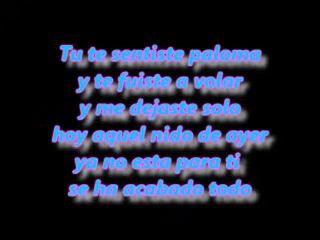 Tu te sentiste paloma
y te fuiste a volar
y me dejaste solo
hoy aquel nido de ayer
ya no esta para ti
se ha acabado todo